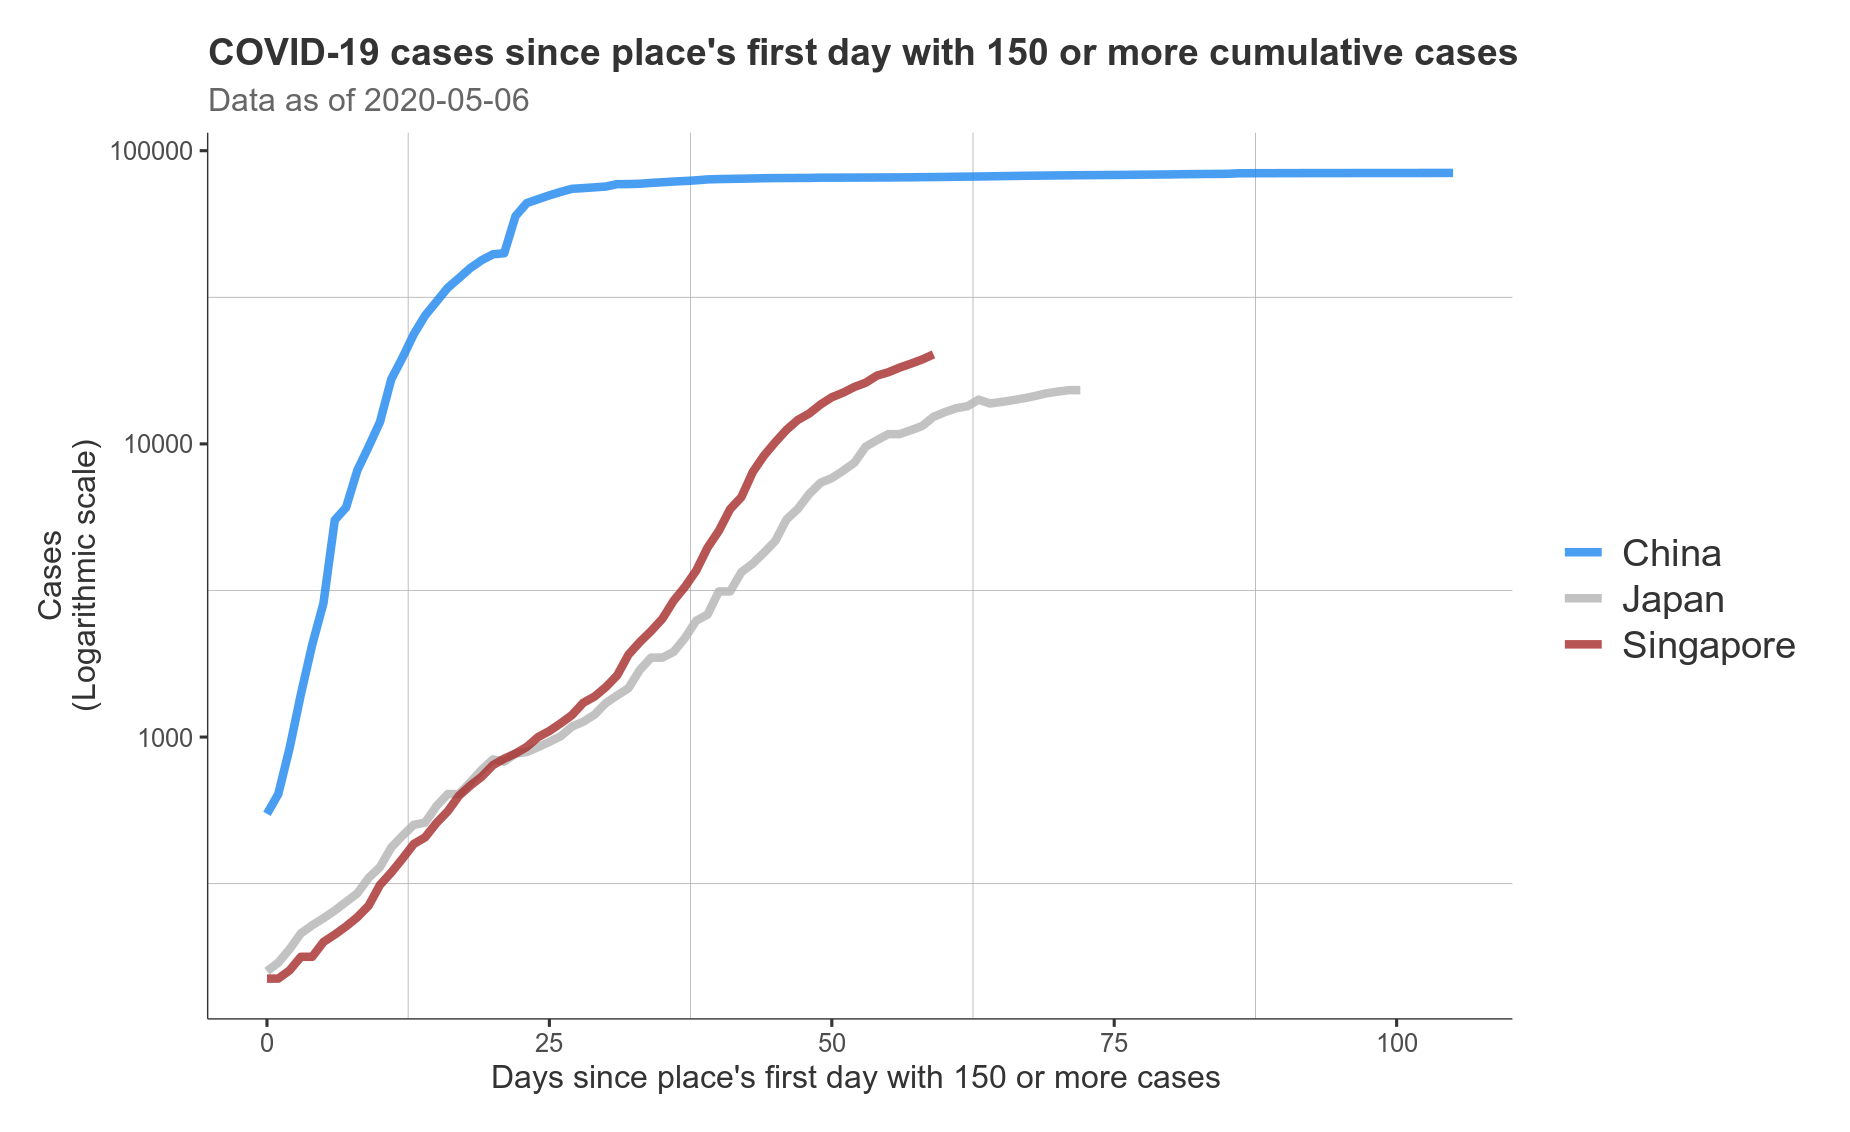 COVID-19 cases since place's first day with 150 or more cumulative cases
Data as of 2020-05-06
100000
10000
1000
Cases
(Logarithmic scale)
0
25
50
75
100
Days since place's first day with 150 or more cases
China
Japan
Singapore